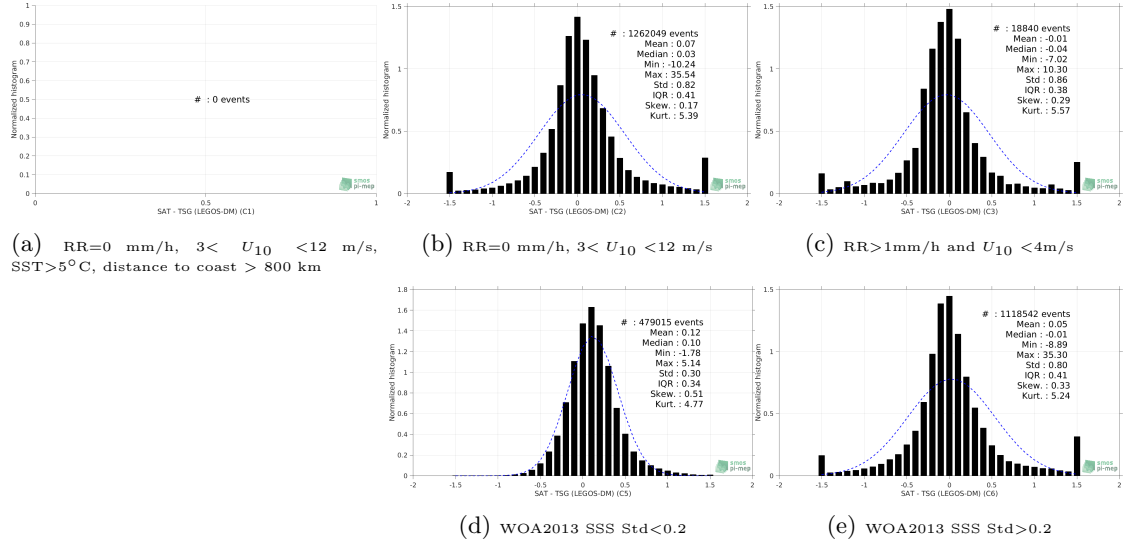 1
0.9
0.8
0.7
0.6
0.5
0.4
0.3
0.2
0.1
0
Normalized histogram
# : 0 events
smos
pi-mep
0 0.5 1
SAT - TSG (LEGOS-DM) (C1)
(a) RR=0 mm/h, 3< U10 <12 m/s,
SST>5°C, distance to coast > 800 km
1.5
1
0.5
0
Normalized histogram
# : 1262049 events
Mean : 0.07
Median : 0.03
Min : -10.24
Max : 35.54
Std : 0.82
IQR : 0.41
Skew. : 0.17
Kurt. : 5.39
smos
pi-mep
-2 -1.5 -1 -0.5 0 0.5 1 1.5 2
SAT - TSG (LEGOS-DM) (C2)
(b) RR=0 mm/h, 3< U10 <12 m/s
1.5
1
0.5
0
Normalized histogram
# : 18840 events
Mean : -0.01
Median : -0.04
Min : -7.02
Max : 10.30
Std : 0.86
IQR : 0.38
Skew. : 0.29
Kurt. : 5.57
smos
pi-mep
-2 -1.5 -1 -0.5 0 0.5 1 1.5 2
SAT - TSG (LEGOS-DM) (C3)
(c) RR>1mm/h and U10 <4m/s
1.8
1.6
1.4
1.2
1
0.8
0.6
0.4
0.2
0
Normalized histogram
# : 479015 events
Mean : 0.12
Median : 0.10
Min : -1.78
Max : 5.14
Std : 0.30
IQR : 0.34
Skew. : 0.51
Kurt. : 4.77
smos
pi-mep
-2 -1.5 -1 -0.5 0 0.5 1 1.5 2
SAT - TSG (LEGOS-DM) (C5)
(d) WOA2013 SSS Std<0.2
1.5
1
0.5
0
Normalized histogram
# : 1118542 events
Mean : 0.05
Median : -0.01
Min : -8.89
Max : 35.30
Std : 0.80
IQR : 0.41
Skew. : 0.33
Kurt. : 5.24
smos
pi-mep
-2 -1.5 -1 -0.5 0 0.5 1 1.5 2
SAT - TSG (LEGOS-DM) (C6)
(e) WOA2013 SSS Std>0.2